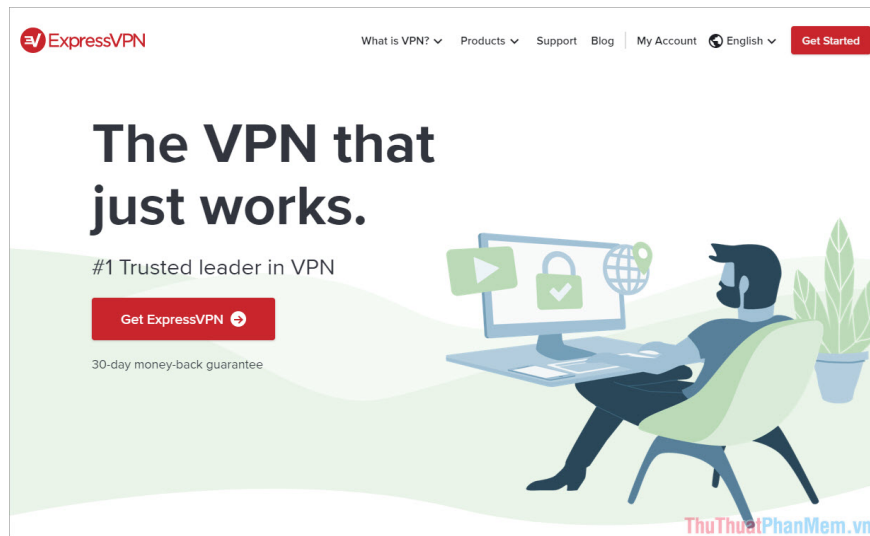 ExpressVPN
What is VPN? Products Support Blog My Account English Get Started
The VPN that
just works.
#1 Trusted leader in VPN
Get ExpressVPN
30-day money-back guarantee
ThuThuatPhanMem.vn